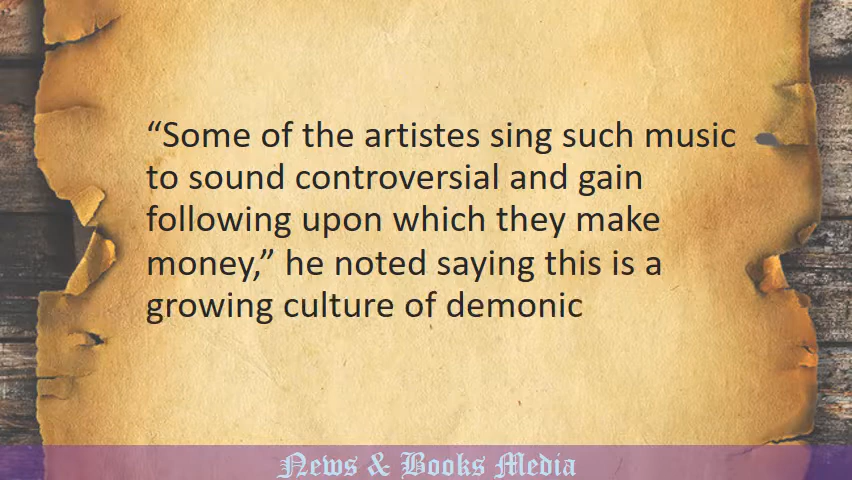 “Some of the artistes sing such music
to sound controversial and gain
following upon which they make
money,” he noted saying this is a
growing culture of demonic
News & Books Media